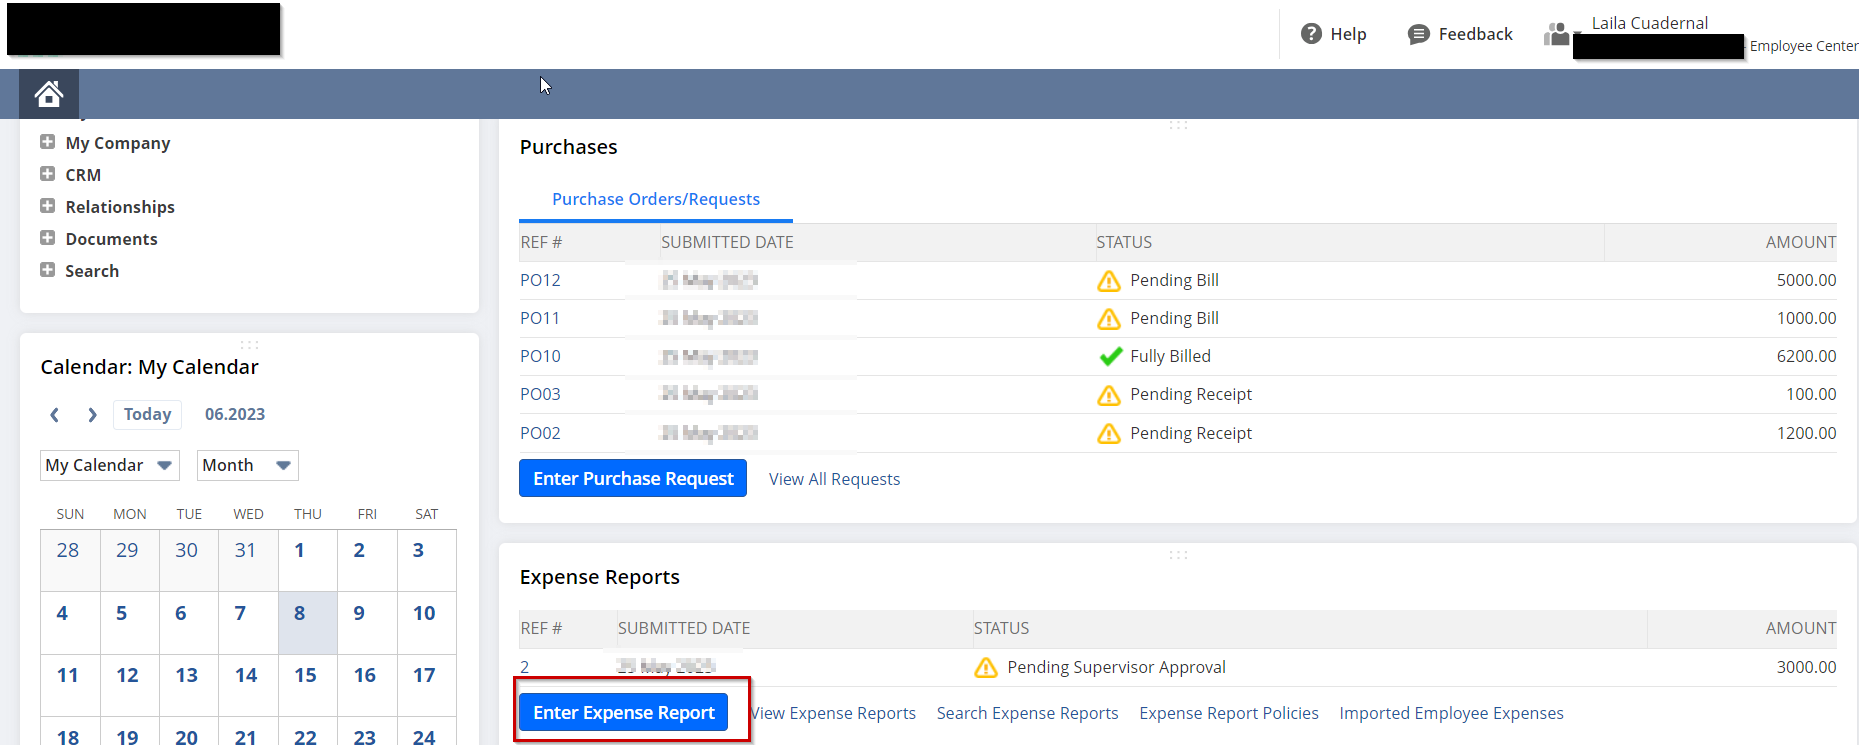 Help
Feedback
Laila Cuadernal
Employee Center
My Company
CRM
Relationships
Documents
Search
Calendar: My Calendar
Today 06.2023
My Calendar Month
SUN MON TUE WED THU FRI SAT
28 29 30 31 1 2 3
4 5 6 7 8 9 10
11 12 13 14 15 16 17
18 19 20 21 22 23 24
Purchases
Purchase Orders/Requests
REF # SUBMITTED DATE STATUS AMOUNT
PO12 Pending Bill 5000.00
PO11 Pending Bill 1000.00
PO10 Fully Billed 6200.00
PO03 Pending Receipt 100.00
PO02 Pending Receipt 1200.00
Enter Purchase Request View All Requests
Expense Reports
REF # SUBMITTED DATE STATUS AMOUNT
2 Pending Supervisor Approval 3000.00
Enter Expense Report View Expense Reports Search Expense Reports Expense Report Policies Imported Employee Expenses